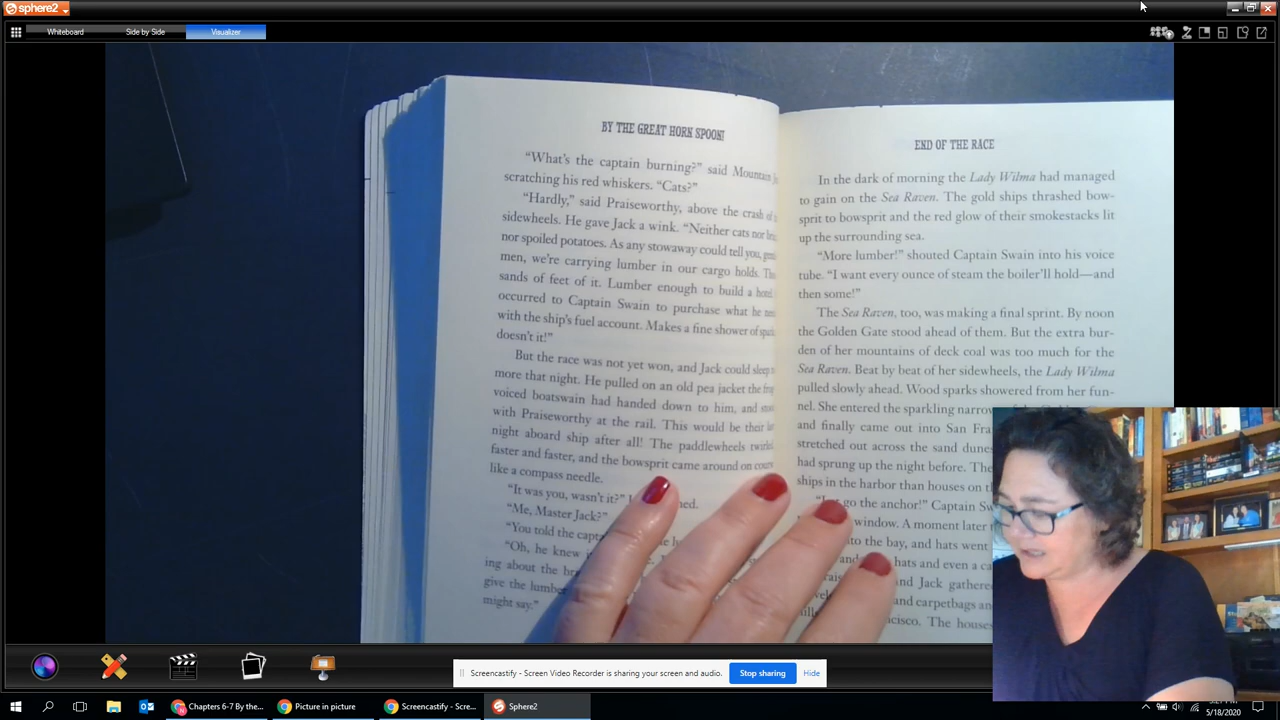 sphere2
Whiteboard
Side by Side
Visualizer
BY THE GREAT HORN SPOON!
"What's the captain burning?" said Mountain
scratching his red whiskers. "Cats?"
"Hardly," said Praiseworthy, above the crash of
sidewheels. He gave Jack a wink. "Neither cats nor
nor spoiled potatoes. As any stowaway could tell you,
men, we're carrying lumber in our cargo holds.
sands of feet of it. Lumber enough to build a hotel
occurred to Captain Swain to purchase what he
with the ship's fuel account. Makes a fine shower of
doesn't it!"
But the race was not yet won, and Jack could sleep
more that night. He pulled on an old pea jacket the
voiced boatswain had handed down to him, and
with Praiseworthy at the rail. This would be their
night aboard ship after all! The paddlewheels
faster and faster, and the bowsprit came around on course
like a compass needle.
"It was you, wasn't it?"
"Me, Master Jack?"
"You told the
"Oh, he knew
ing about the
give the lumber
might say."
END OF THE RACE
In the dark of morning the Lady Wilma had managed
to gain on the Sea Raven. The gold ships thrashed bow-
sprit to bowsprit and the red glow of their smokestacks lit
up the surrounding sea.
"More lumber!" shouted Captain Swain into his voice
tube. "I want every ounce of steam the boiler'll hold—and
then some!"
The Sea Raven, too, was making a final sprint. By noon
the Golden Gate stood ahead of them. But the extra bur-
den of her mountains of deck coal was too much for the
Sea Raven. Beat by beat of her sidewheels, the Lady Wilma
pulled slowly ahead. Wood sparks showered from her fun-
nel. She entered the sparkling
and finally came out into San
stretched out across the sand
had sprung up the night before.
ships in the harbor than houses on
go the anchor!" Captain
window. A moment later
into the bay, and hats went
hats and even a
and Jack gathered
and carpetbags
The houses
Screencastify - Screen Video Recorder is sharing your screen and audio.
Stop sharing
Hide
Chapters 6-7 By the...
Picture in picture
Screencastify - Scre...
Sphere2
5/18/2020